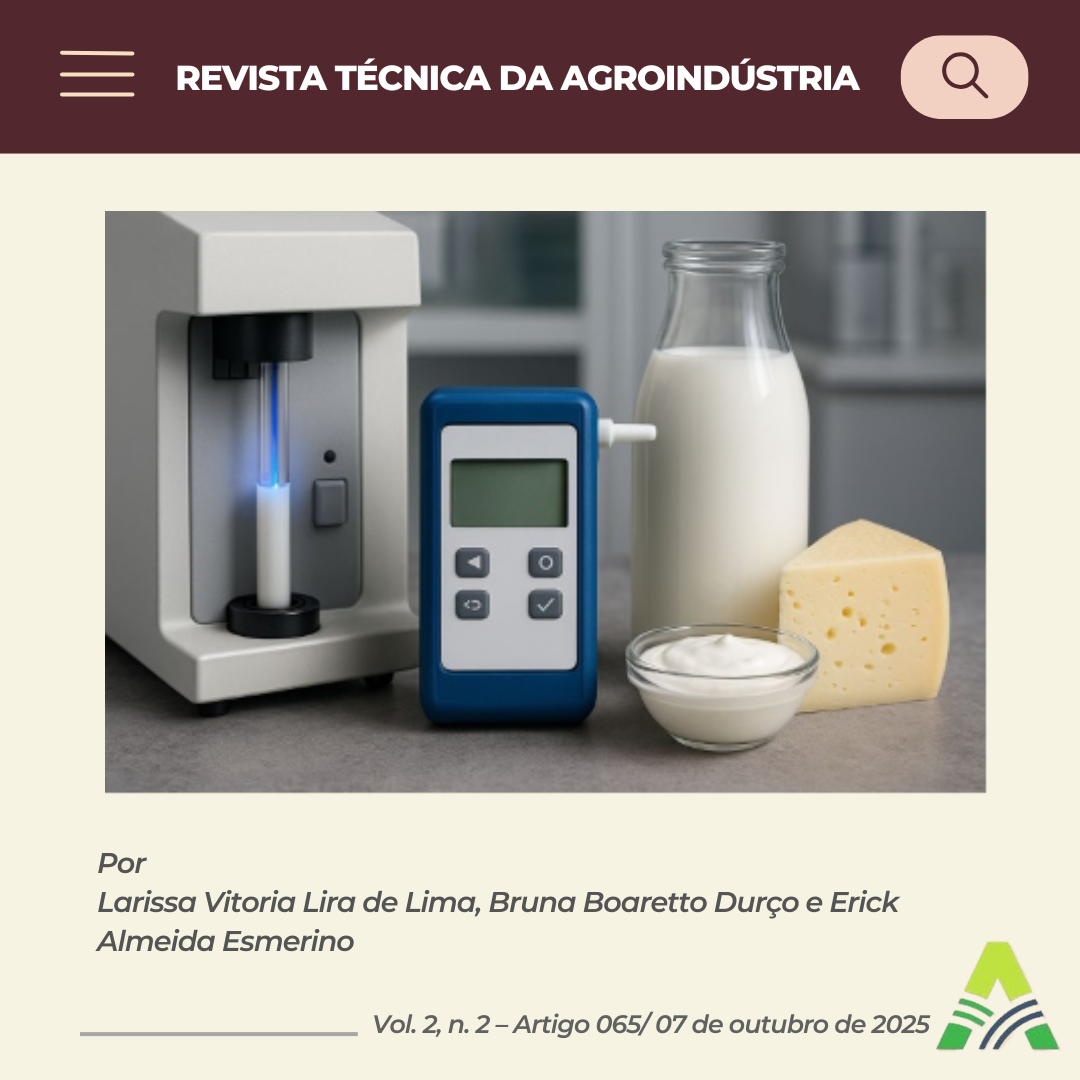 REVISTA TÉCNICA DA AGROINDÚSTRIA
Por
Larissa Vitoria Lira de Lima, Bruna Boaretto Durço e Erick
Almeida Esmerino
Vol. 2, n. 2 – Artigo 065/ 07 de outubro de 2025